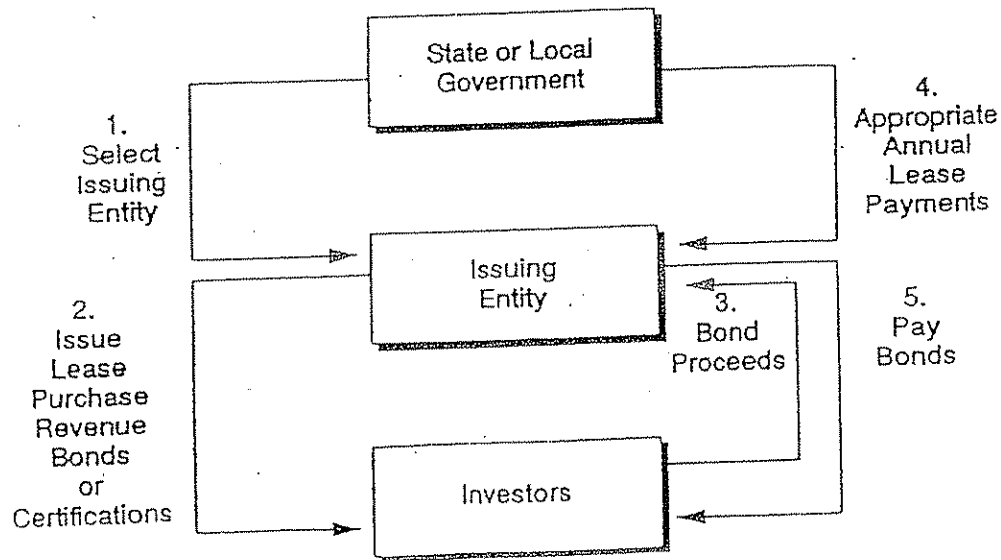 State or Local
Government
1.
Select
Issuing
Entity
4.
Appropriate
Annual
Lease
Payments
Issuing
Entity
2.
Issue
Lease
Purchase
Revenue
Bonds
or
Certifications
3.
Bond
Proceeds
5.
Pay
Bonds
Investors